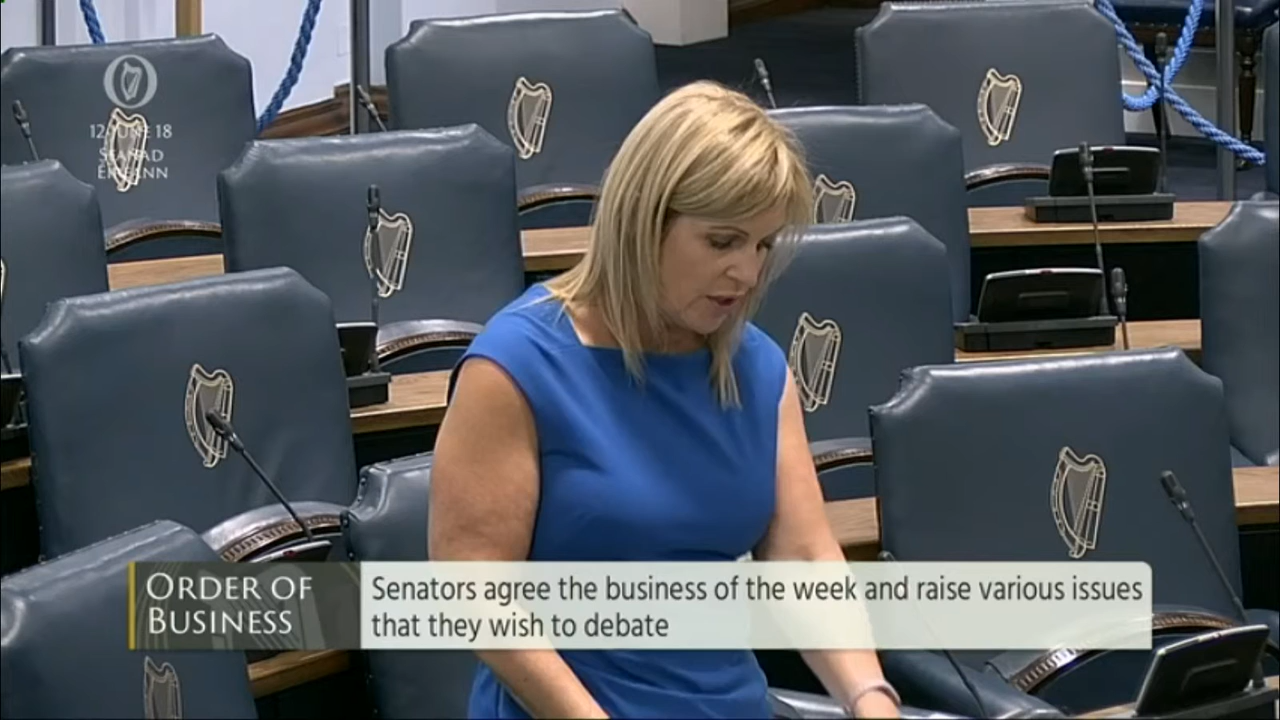 12 JUNE 18
SEANAD
ÉIREANN
ORDER OF
BUSINESS
Senators agree the business of the week and raise various issues
that they wish to debate